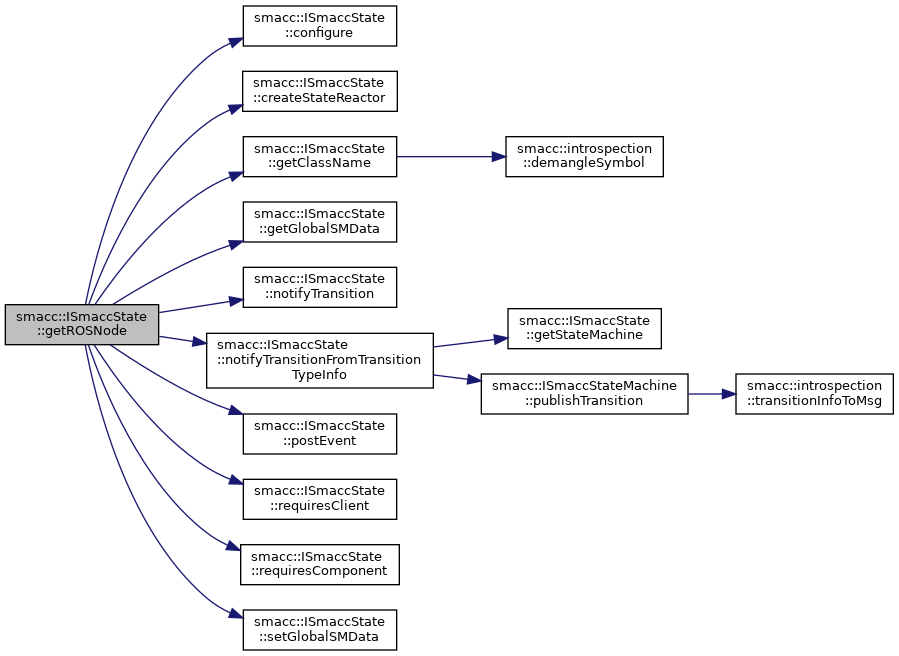 smacc::ISmaccState
::getROSNode
smacc::ISmaccState
::configure
smacc::ISmaccState
::createStateReactor
smacc::ISmaccState
::getClassName
smacc::introspection
::demangleSymbol
smacc::ISmaccState
::getGlobalSMData
smacc::ISmaccState
::notifyTransition
smacc::ISmaccState
::notifyTransitionFromTransition
TypeInfo
smacc::ISmaccState
::getStateMachine
smacc::ISmaccStateMachine
::publishTransition
smacc::introspection
::transitionInfoToMsg
smacc::ISmaccState
::postEvent
smacc::ISmaccState
::requiresClient
smacc::ISmaccState
::requiresComponent
smacc::ISmaccState
::setGlobalSMData